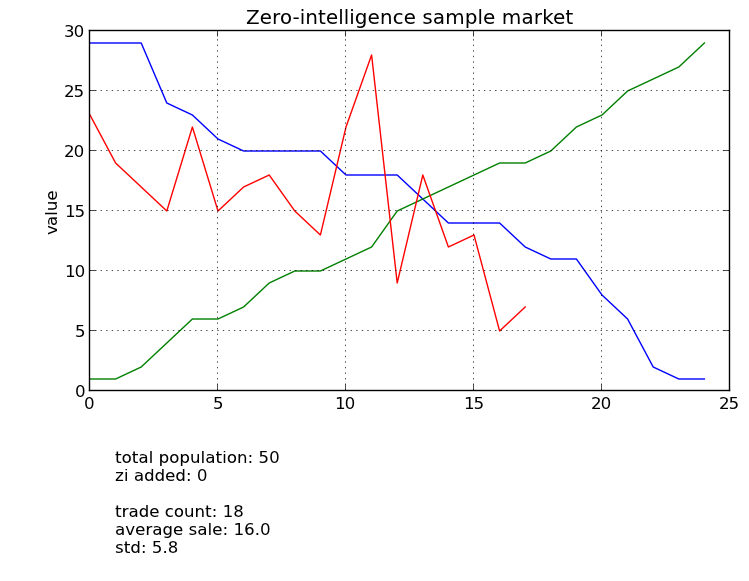 Zero-intelligence sample market
30
25
20
15
10
5
0
value
0 5 10 15 20 25
total population: 50
zi added: 0
trade count: 18
average sale: 16.0
std: 5.8